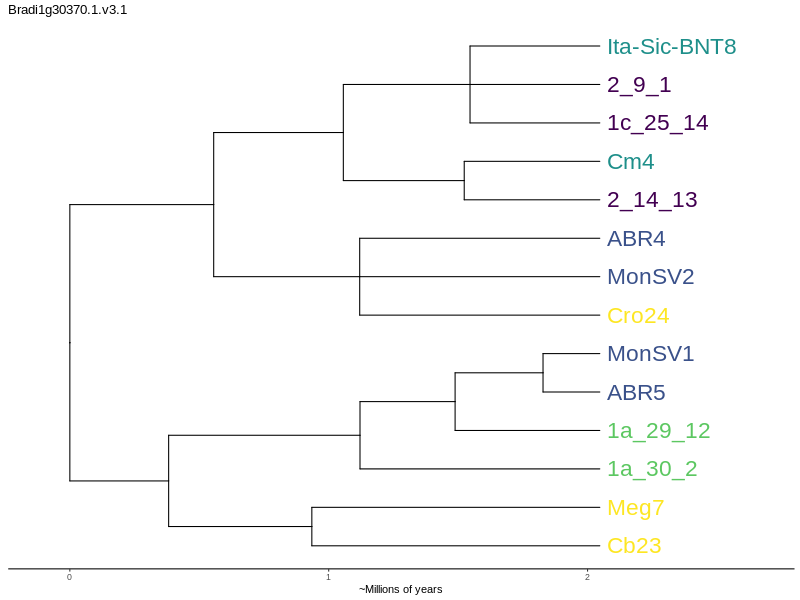 Bradi1g30370.1.v3.1
Ita-Sic-BNT8
2_9_1
1c_25_14
Cm4
2_14_13
ABR4
MonSV2
Cro24
MonSV1
ABR5
1a_29_12
1a_30_2
Meg7
Cb23
0 1 2
~Millions of years